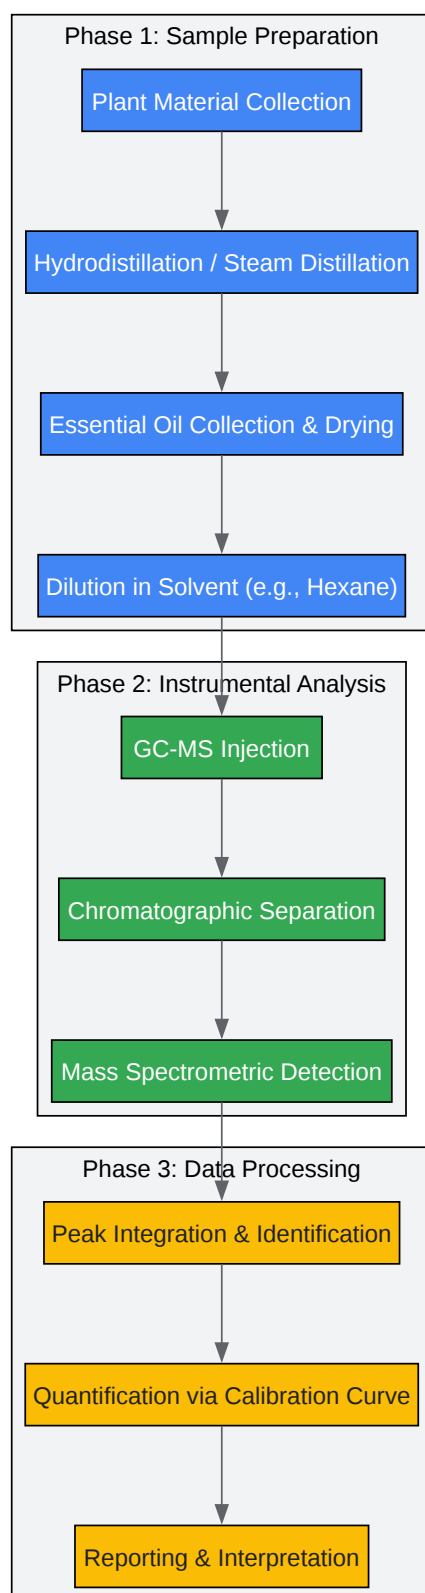 Phase 1: Sample Preparation
Plant Material Collection
Hydrodistillation / Steam Distillation
Essential Oil Collection & Drying
Dilution in Solvent (e.g., Hexane)
Phase 2: Instrumental Analysis
GC-MS Injection
Chromatographic Separation
Mass Spectrometric Detection
Phase 3: Data Processing
Peak Integration & Identification
Quantification via Calibration Curve
Reporting & Interpretation